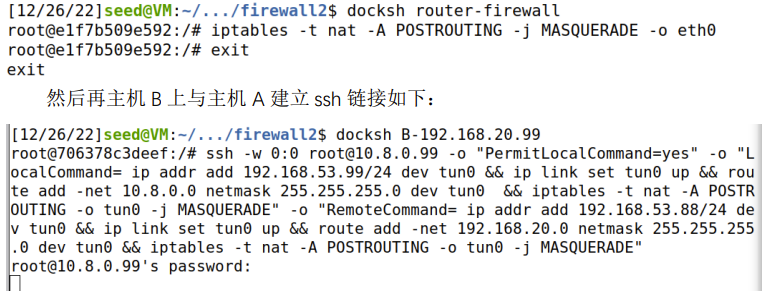 [12/26/22]seed@VM:~/.../firewall2$ docksh router-firewall
root@e1f7b509e592:/# iptables -t nat -A POSTROUTING -j MASQUERADE -o eth0
root@e1f7b509e592:/# exit
exit
然后再主机 B 上与主机 A 建立 ssh 链接如下：
[12/26/22]seed@VM:~/.../firewall2$ docksh B-192.168.20.99
root@706378c3deef:/# ssh -w 0:0 root@10.8.0.99 -o "PermitLocalCommand=yes" -o "L
ocalCommand= ip addr add 192.168.53.99/24 dev tun0 && ip link set tun0 up && rou
te add -net 10.8.0.0 netmask 255.255.255.0 dev tun0  && iptables -t nat -A POSTR
OUTING -o tun0 -j MASQUERADE" -o "RemoteCommand= ip addr add 192.168.53.88/24 de
v tun0 && ip link set tun0 up && route add -net 192.168.20.0 netmask 255.255.255
.0 dev tun0 && iptables -t nat -A POSTROUTING -o tun0 -j MASQUERADE"
root@10.8.0.99's password: